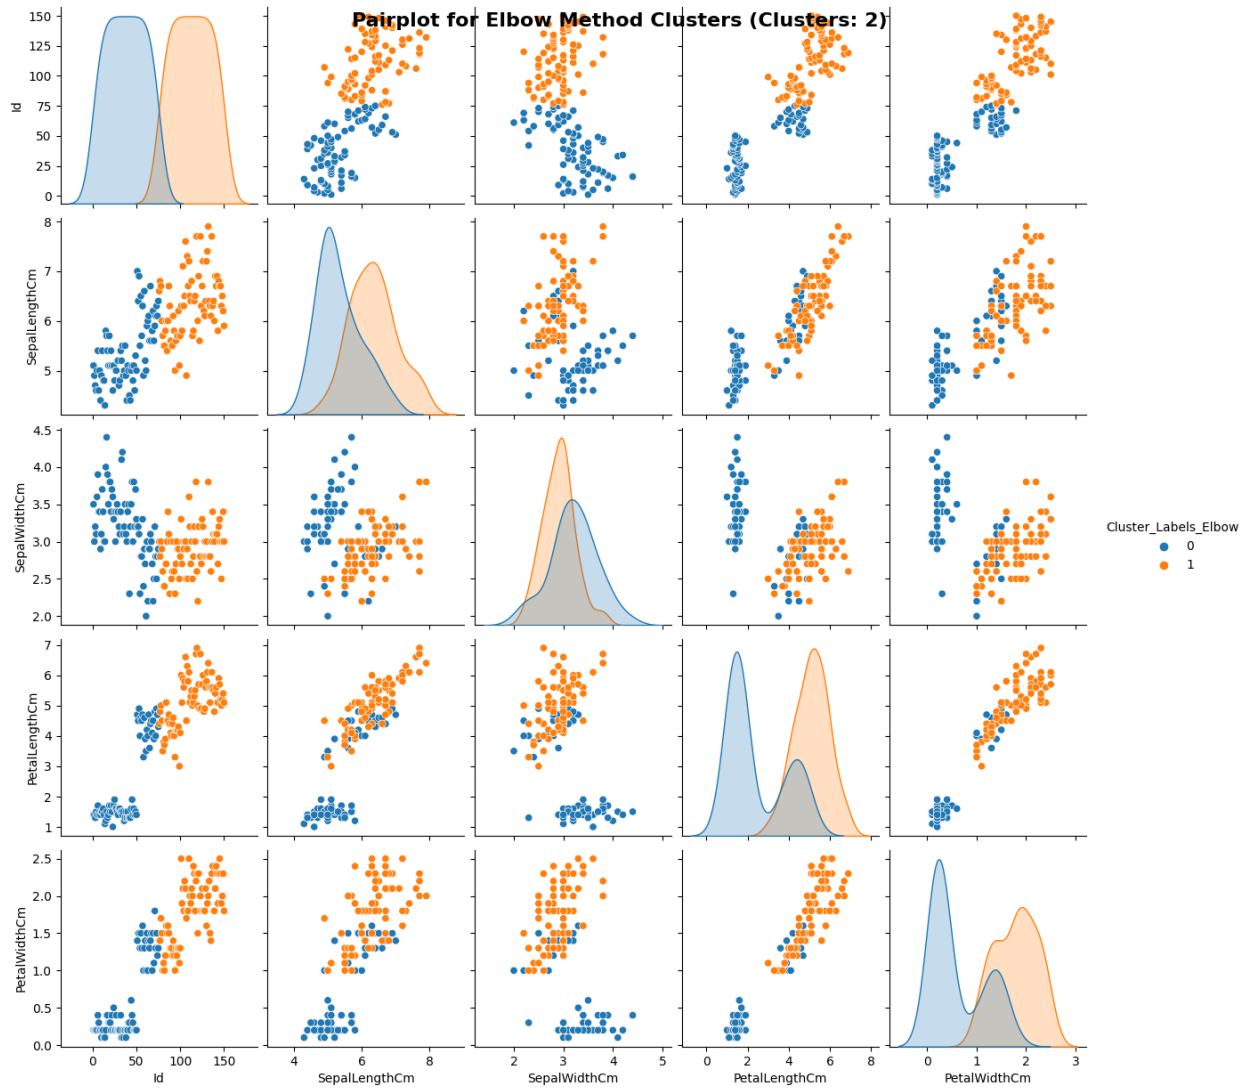 Pairplot for Elbow Method Clusters (Clusters: 2)
150
125
100
75
50
25
0
Id
8
7
6
5
SepalLengthCm
4.5
4.0
3.5
3.0
2.5
2.0
SepalWidthCm
Cluster_Labels_Elbow
0
1
7
6
5
4
3
2
1
PetalLengthCm
2.5
2.0
1.5
1.0
0.5
0.0
PetalWidthCm
0 50 100 150
4 6 8
2 3 4 5
0 2 4 6 8
0 1 2 3
Id
SepalLengthCm
SepalWidthCm
PetalLengthCm
PetalWidthCm